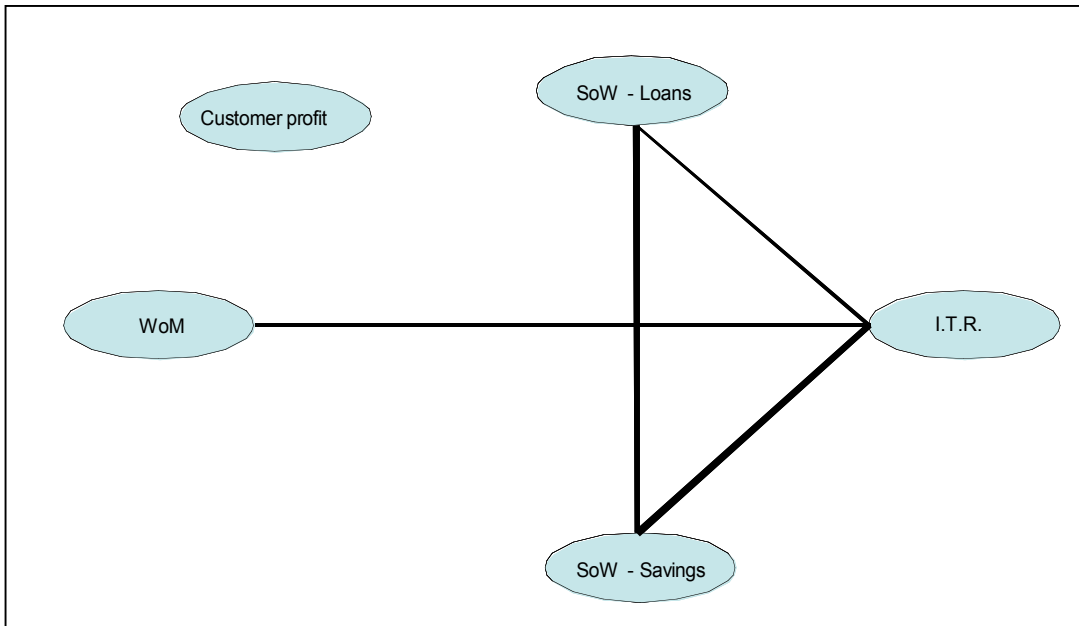 SoW - Loans
Customer profit
WoM
I.T.R.
SoW - Savings